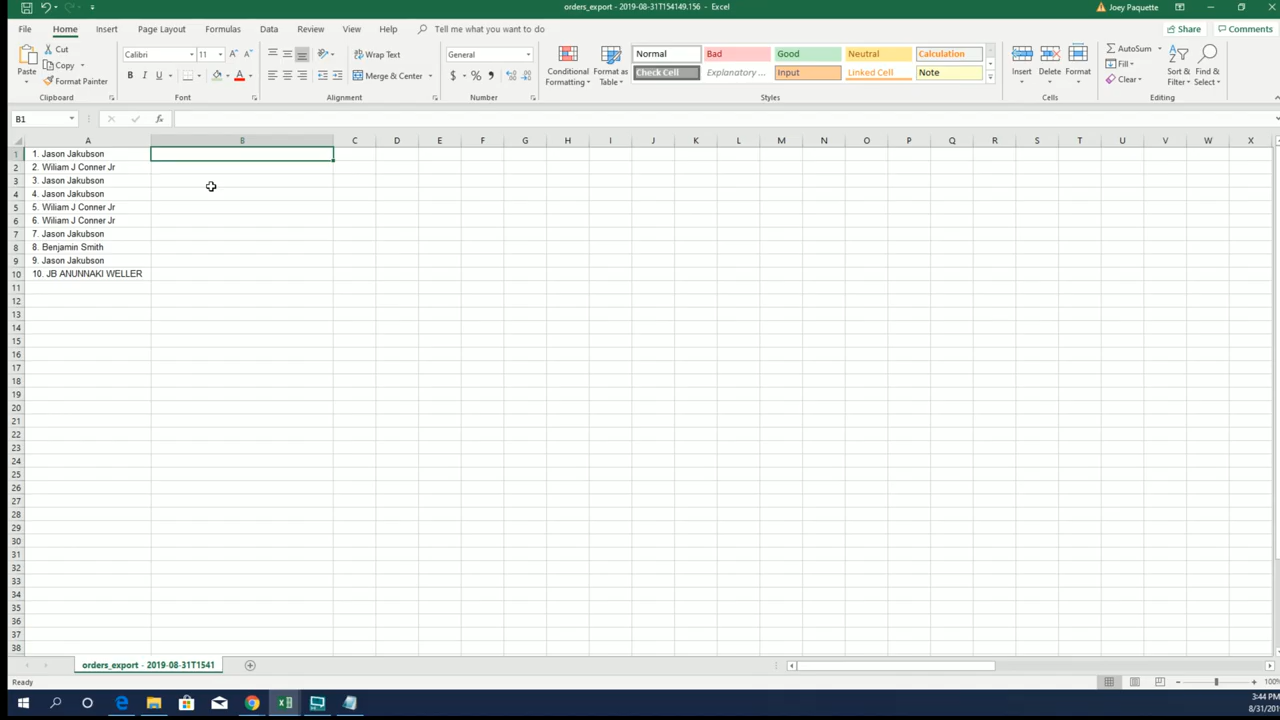 orders_export - 2019-08-31T154149.156 - Excel
Joey Paquette
File Home Insert Page Layout Formulas Data Review View Help Tell me what you want to do
Share Comments
Paste
Cut
Copy
Format Painter
Clipboard
Calibri 11
B I U
Font
Wrap Text
Merge & Center
Alignment
General
$ % ,
Number
Conditional Formatting
Format as Table
Normal Bad Good Neutral Calculation
Check Cell Explanatory ... Input Linked Cell Note
Styles
Insert Delete Format
Cells
AutoSum
Fill
Clear
Sort & Filter
Find & Select
Editing
B1
fx
A B C D E F G H I J K L M N O P Q R S T U V W X
1 1. Jason Jakubson
2 2. Wiliam J Conner Jr
3 3. Jason Jakubson
4 4. Jason Jakubson
5 5. Wiliam J Conner Jr
6 6. Wiliam J Conner Jr
7 7. Jason Jakubson
8 8. Benjamin Smith
9 9. Jason Jakubson
10 10. JB ANUNNAKI WELLER
11
12
13
14
15
16
17
18
19
20
21
22
23
24
25
26
27
28
29
30
31
32
33
34
35
36
37
38
orders_export - 2019-08-31T1541
Ready
100%
3:44 PM